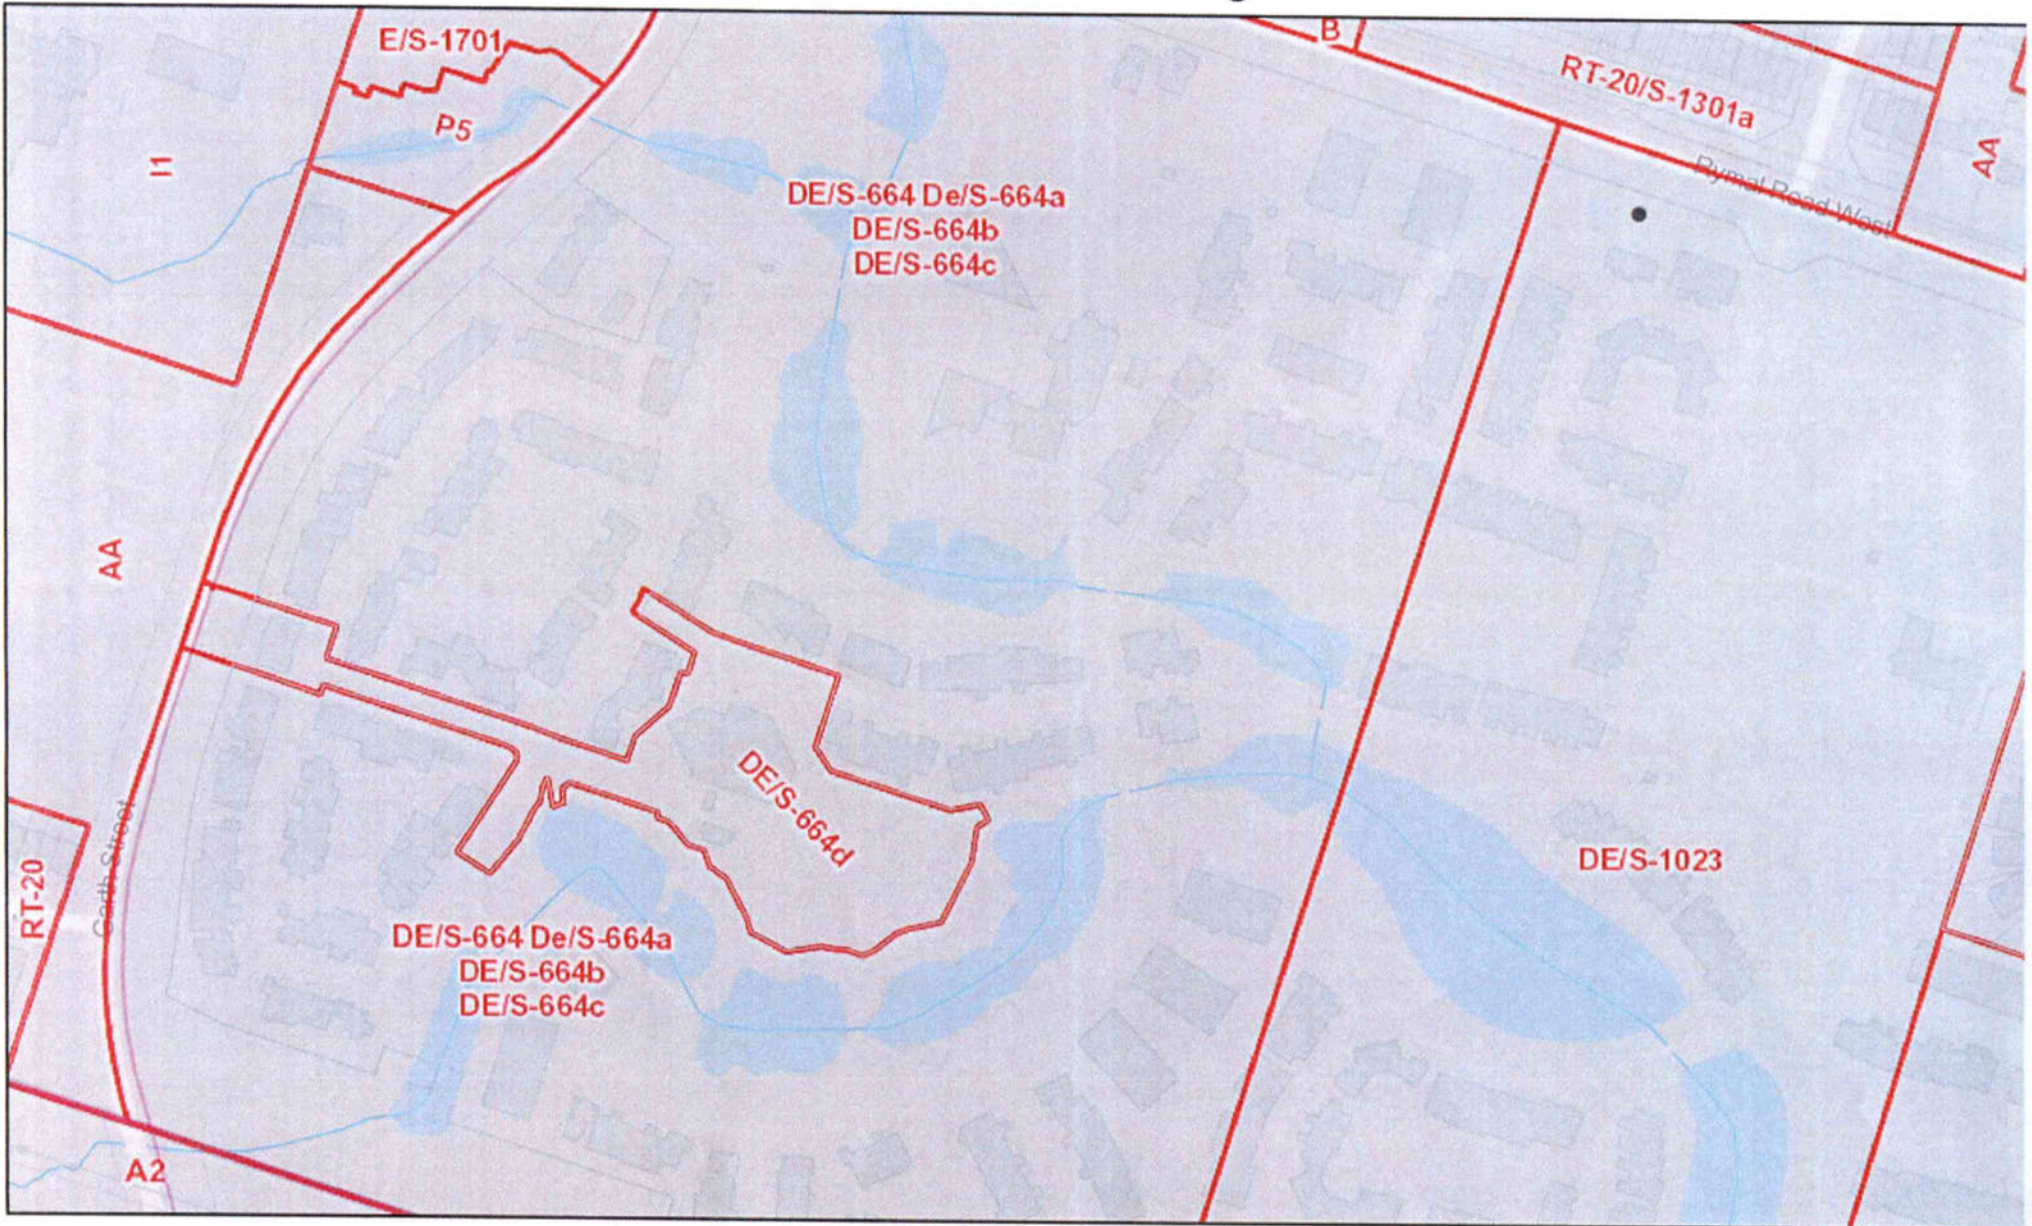 E/S-1701
B
RT-20/S-1301a
P5
I1
AA
Rymal Road West
DE/S-664 De/S-664a
DE/S-664b
DE/S-664c
AA
DE/S-664d
DE/S-1023
RT-20
Garth Street
DE/S-664 De/S-664a
DE/S-664b
DE/S-664c
A2